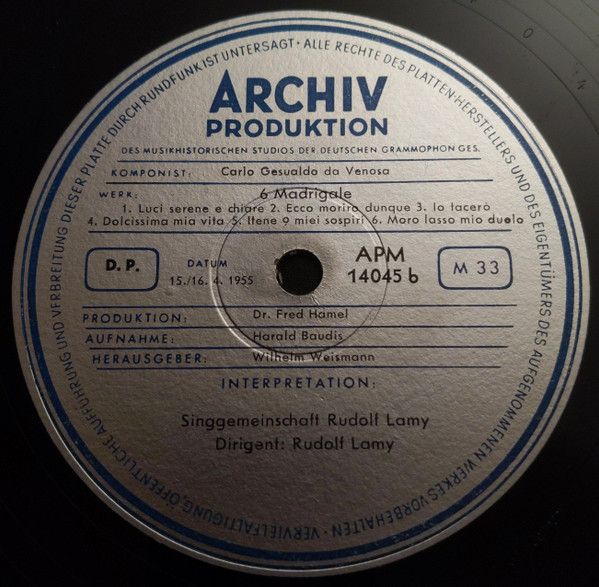 VERVIELFÄLTIGUNG, ÖFFENTLICHE AUFFÜHRUNG UND VERBREITUNG DIESER PLATTE DURCH RUNDFUNK IST UNTERSAGT · ALLE RECHTE DES PLATTEN-HERSTELLERS UND DES EIGENTÜMERS DES AUFGENOMMENEN WERKES VORBEHALTEN ·
ARCHIV
PRODUKTION
DES MUSIKHISTORISCHEN STUDIOS DER DEUTSCHEN GRAMMOPHON GES.
KOMPONIST: Carlo Gesualdo da Venosa
WERK: 6 Madrigale
1. Luci serene e chiare 2. Ecco morirò dunque 3. Io tacerò
4. Dolcissima mia vita 5. Itene o miei sospiri 6. Moro lasso mio duolo
D. P.
DATUM
15./16. 4. 1955
APM
14045 b
M 33
PRODUKTION: Dr. Fred Hamel
AUFNAHME: Harald Baudis
HERAUSGEBER: Wilhelm Weismann
INTERPRETATION:
Singgemeinschaft Rudolf Lamy
Dirigent: Rudolf Lamy